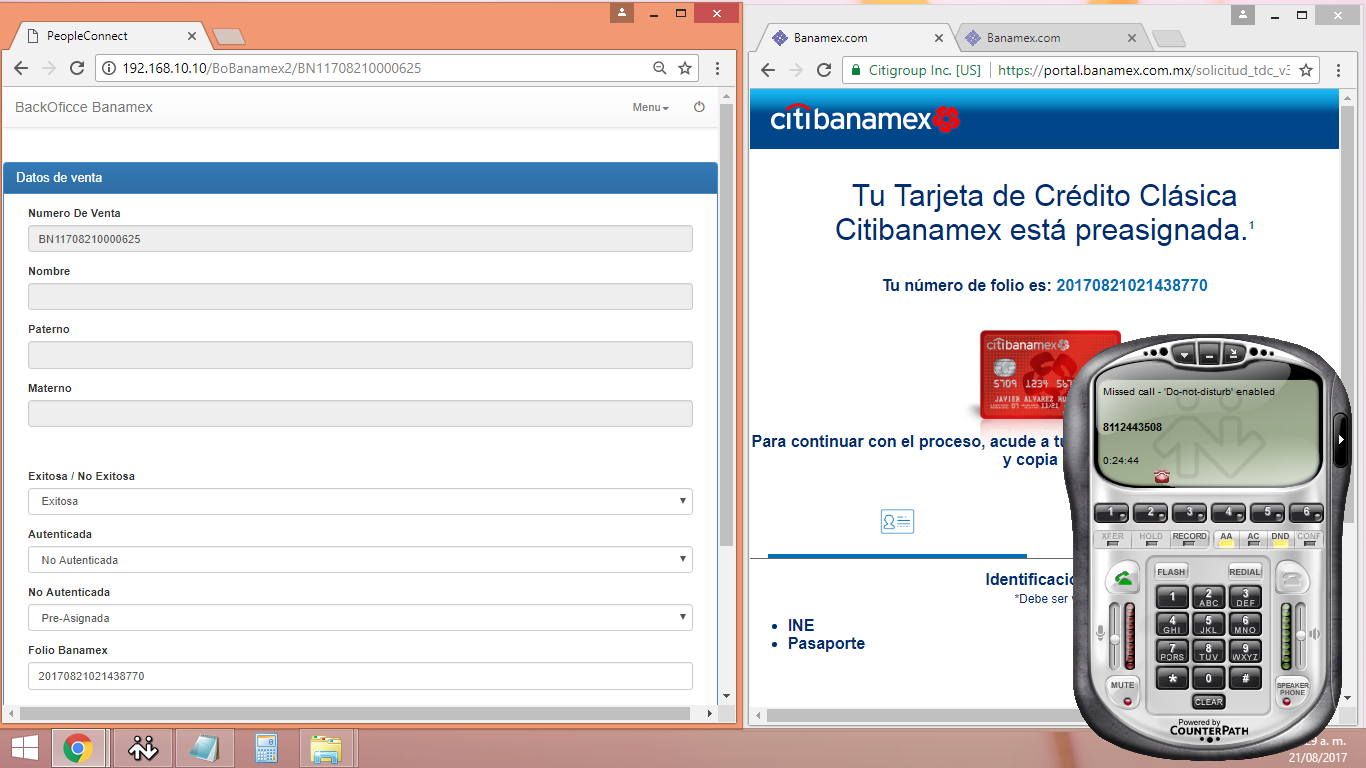 PeopleConnect
192.168.10.10/BoBanamex2/BN11708210000625
BackOficce Banamex
Menu
Datos de venta
Numero De Venta
BN11708210000625
Nombre
Paterno
Materno
Exitosa / No Exitosa
Exitosa
Autenticada
No Autenticada
No Autenticada
Pre-Asignada
Folio Banamex
20170821021438770
Banamex.com
Banamex.com
Citigroup Inc. [US]
https://portal.banamex.com.mx/solicitud_tdc_v3
citibanamex
Tu Tarjeta de Crédito Clásica
Citibanamex está preasignada.¹
Tu número de folio es: 20170821021438770
citibanamex
5709 1234 567
JAVIER ALVAREZ RU
07 11/21
Para continuar con el proceso, acude a tu
y copia
Identificaci
*Debe ser
INE
Pasaporte
Missed call - 'Do-not-disturb' enabled
8112443508
0:24:44
1 2 3 4 5 6
XFER HOLD RECORD AA AC DND CONF
FLASH REDIAL
1 2 ABC 3 DEF
4 GHI 5 JKL 6 MNO
7 PQRS 8 TUV 9 WXYZ
* 0 #
MUTE
SPEAKER
PHONE
CLEAR
Powered by
COUNTERPATH
29 a. m.
21/08/2017